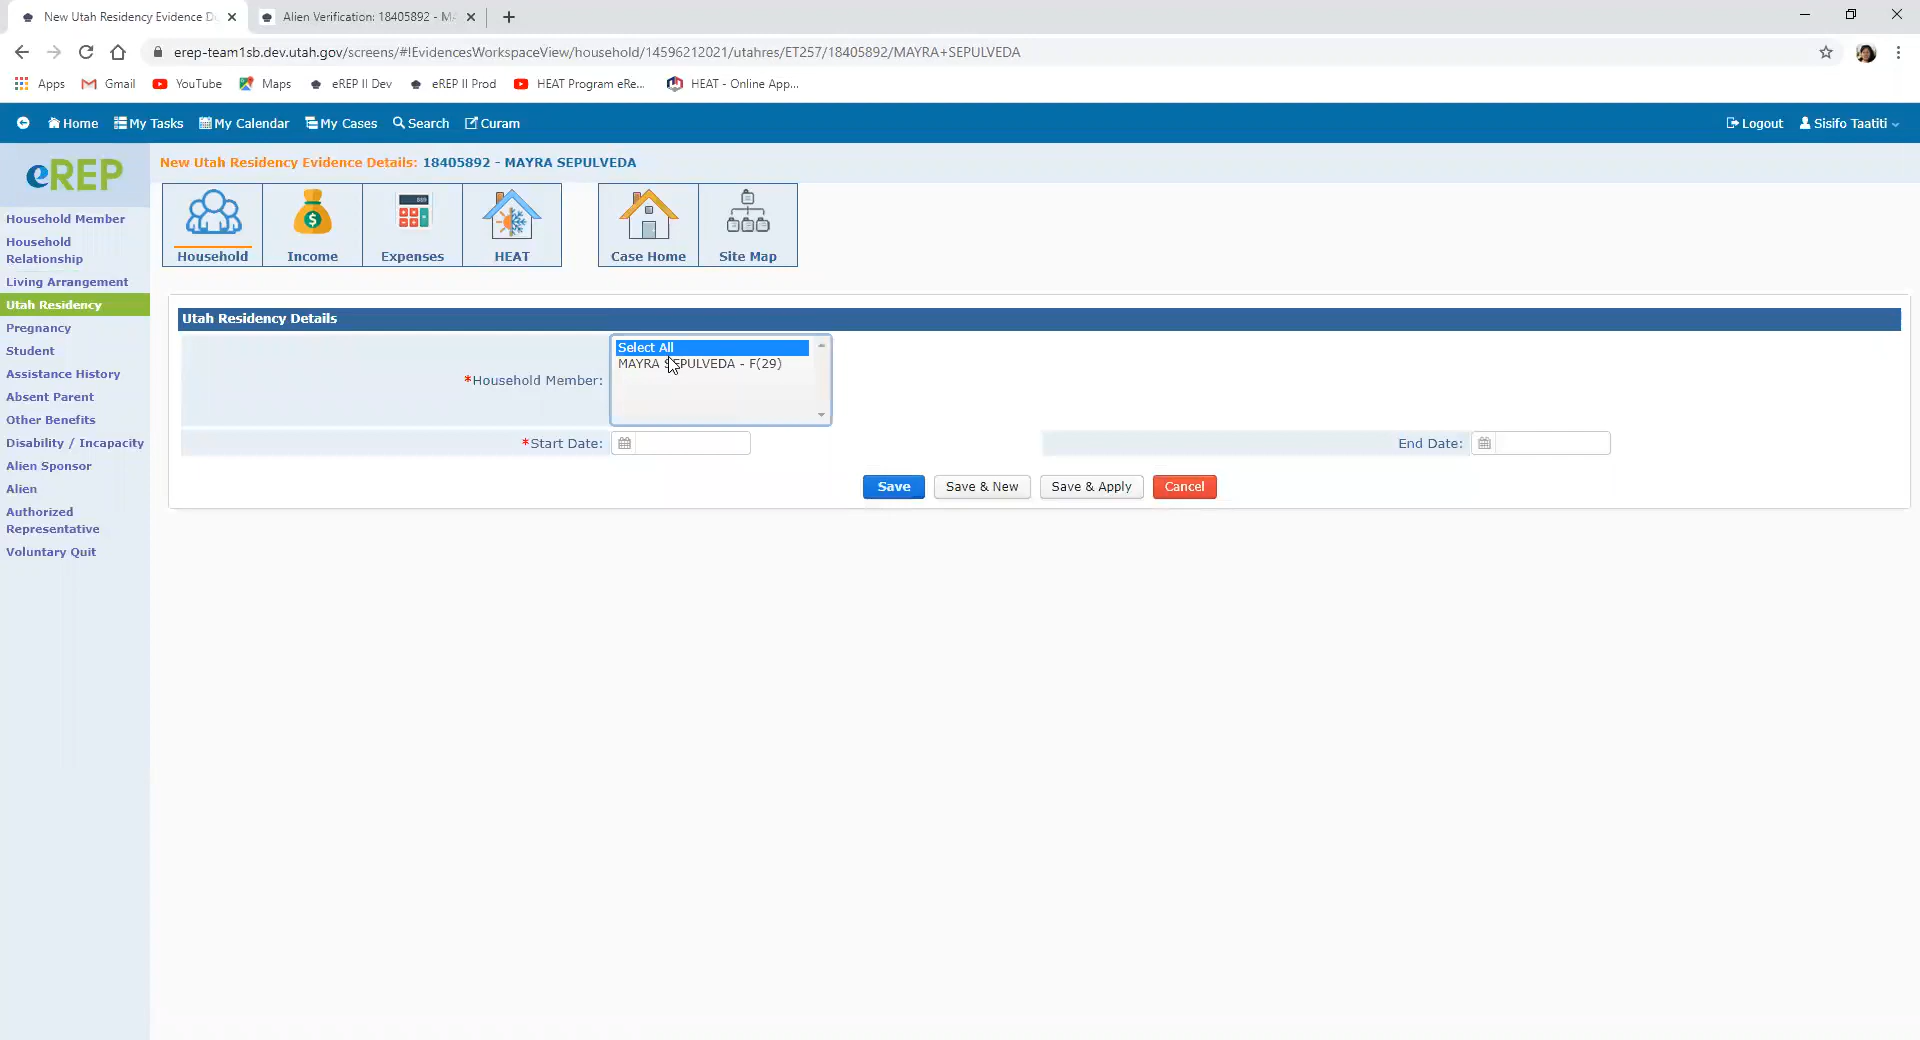 New Utah Residency Evidence De
Alien Verification: 18405892 - MA
erep-team1sb.dev.utah.gov/screens/#!EvidencesWorkspaceView/household/14596212021/utahres/ET257/18405892/MAYRA+SEPULVEDA
Apps Gmail YouTube Maps eREP II Dev eREP II Prod HEAT Program eRe... HEAT - Online App...
Home My Tasks My Calendar My Cases Search Curam Logout Sisifo Taatiti
eREP
New Utah Residency Evidence Details: 18405892 - MAYRA SEPULVEDA
Household Income Expenses HEAT Case Home Site Map
Household Member
Household
Relationship
Living Arrangement
Utah Residency
Pregnancy
Student
Assistance History
Absent Parent
Other Benefits
Disability / Incapacity
Alien Sponsor
Alien
Authorized
Representative
Voluntary Quit
Utah Residency Details
*Household Member:
Select All
MAYRA SEPULVEDA - F(29)
*Start Date: End Date:
Save Save & New Save & Apply Cancel